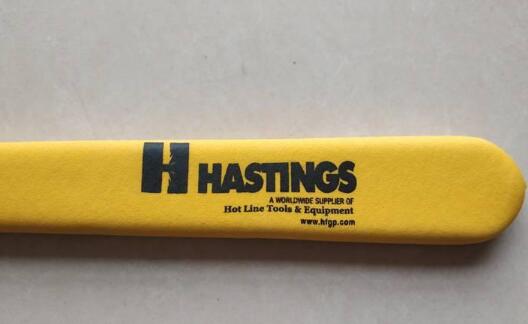 H HASTINGS
A WORLDWIDE SUPPLIER OF
Hot Line Tools & Equipment
www.hfgp.com